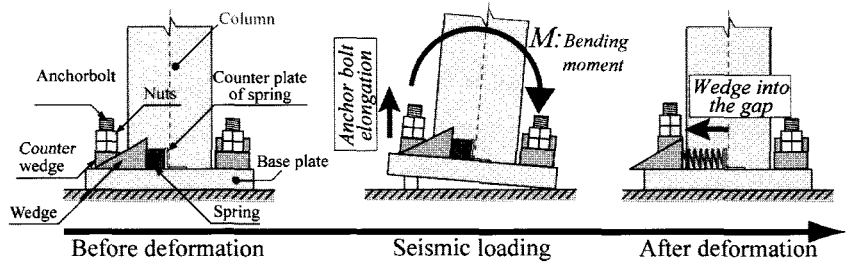 Column
Anchorbolt
Nuts
Counter plate
of spring
Counter
wedge
Base plate
Wedge
Spring
Before deformation
Anchor bolt
elongation
M: Bending
moment
Seismic loading
Wedge into
the gap
After deformation